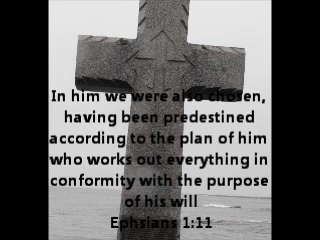 In him we were also chosen,
having been predestined
according to the plan of him
who works out everything in
conformity with the purpose
of his will
Ephsians 1:11